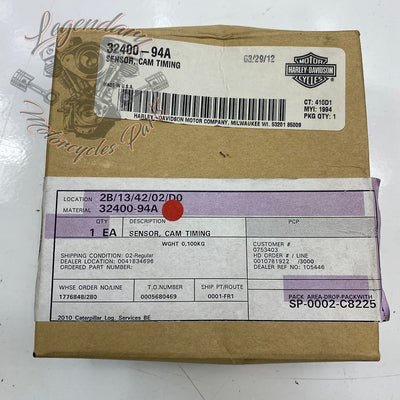 Legendary
Motorcycles Parts
32400-94A
SENSOR, CAM TIMING
03/29/12
MADE IN U.S.A.
MOTOR
HARLEY-DAVIDSON
CYCLES
CT: 410D1
MYI: 1994
PKG QTY: 1
HARLEY-DAVIDSON MOTOR COMPANY, MILWAUKEE WI. 53201 85009
LOCATION 2B/13/42/02/D0
MATERIAL 32400-94A
QTY DESCRIPTION PCP
1 EA SENSOR, CAM TIMING
WGHT 0,100KG
SHIPPING CONDITION: 02-Regular
DEALER LOCATION: 0041834696
ORDERED PART NUMBER:
CUSTOMER #
0753403
HD ORDER # / LINE
0010781922 /3000
DEALER REF NO: 105446
WHSE ORDER NO/LINE T.O.NUMBER SHIP PT/ROUTE
1776848/280 0005680469 0001-FR1
PACK AREA-DROP-PACKWITH
SP-0002-C8225
2010 Caterpillar Log. Services BE